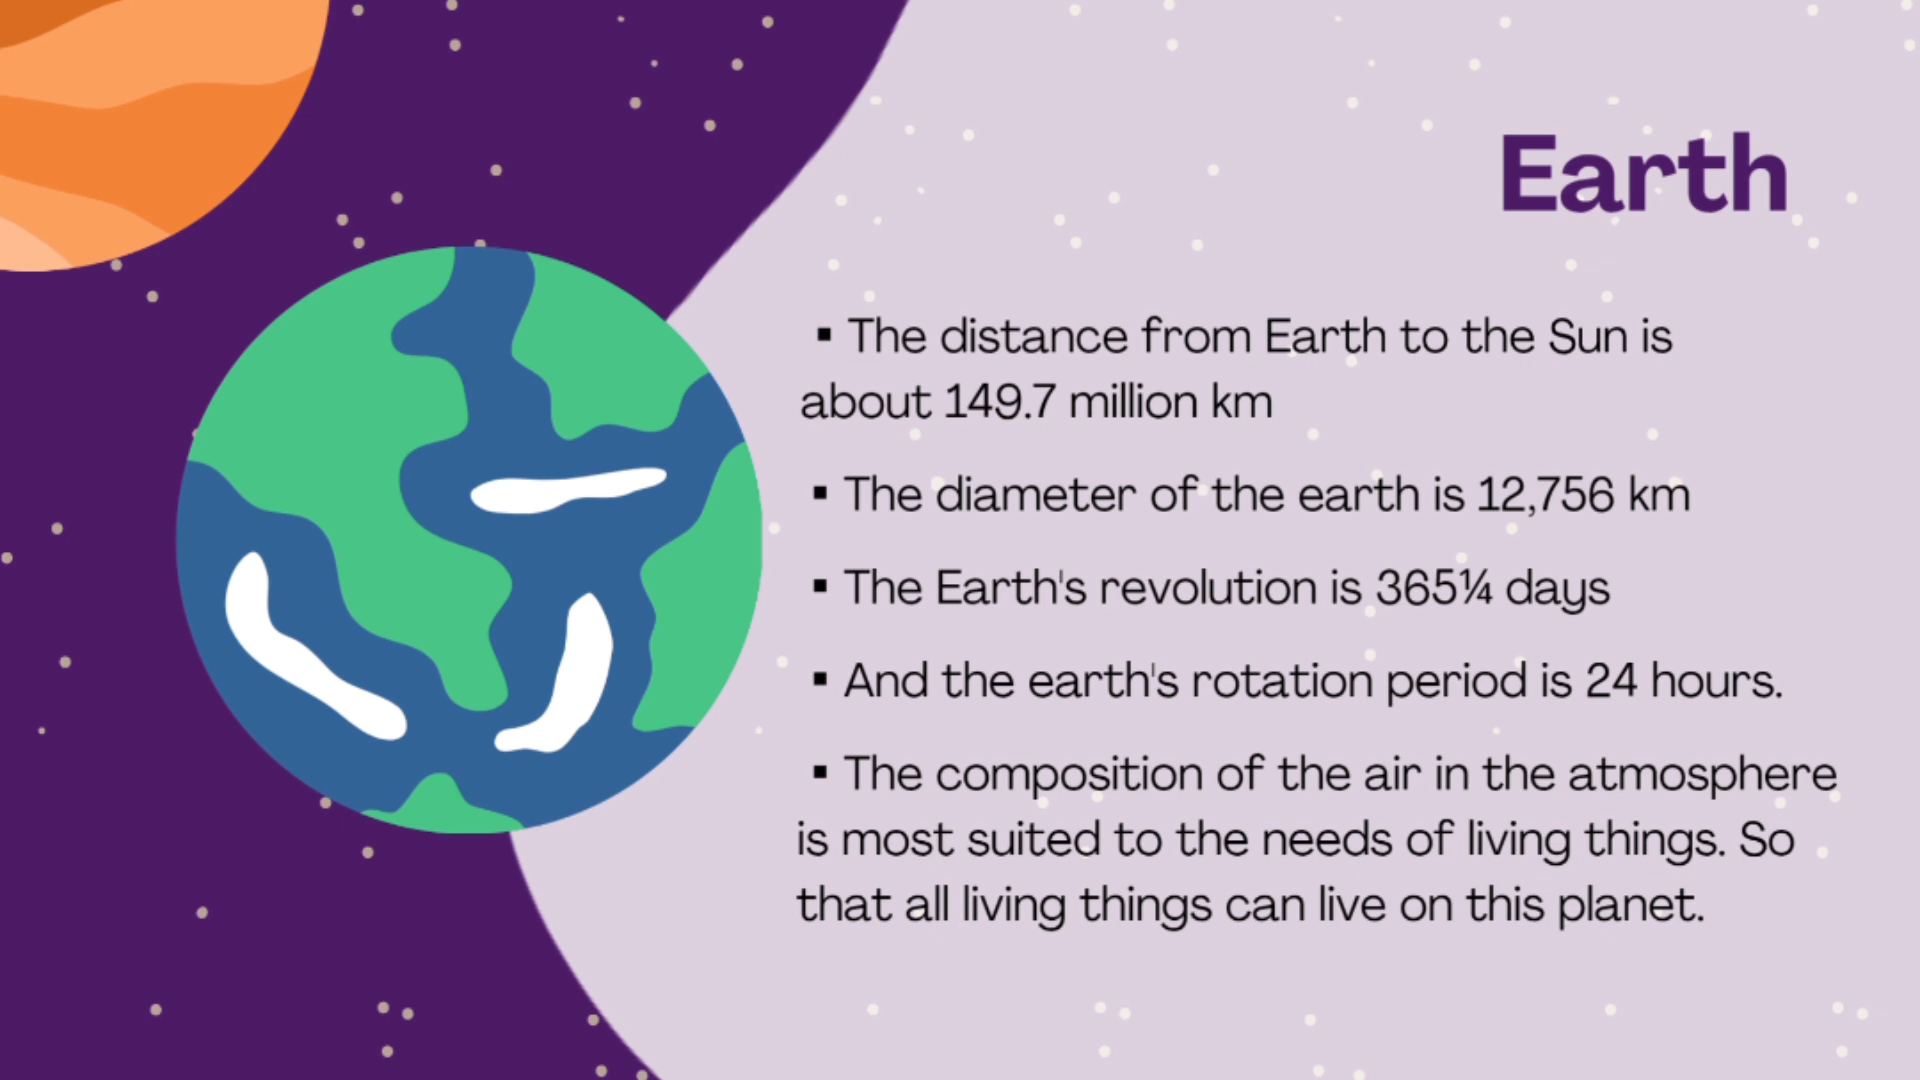 Earth
▪ The distance from Earth to the Sun is
about 149.7 million km
▪ The diameter of the earth is 12,756 km
▪ The Earth's revolution is 365¼ days
▪ And the earth's rotation period is 24 hours.
▪ The composition of the air in the atmosphere
is most suited to the needs of living things. So
that all living things can live on this planet.